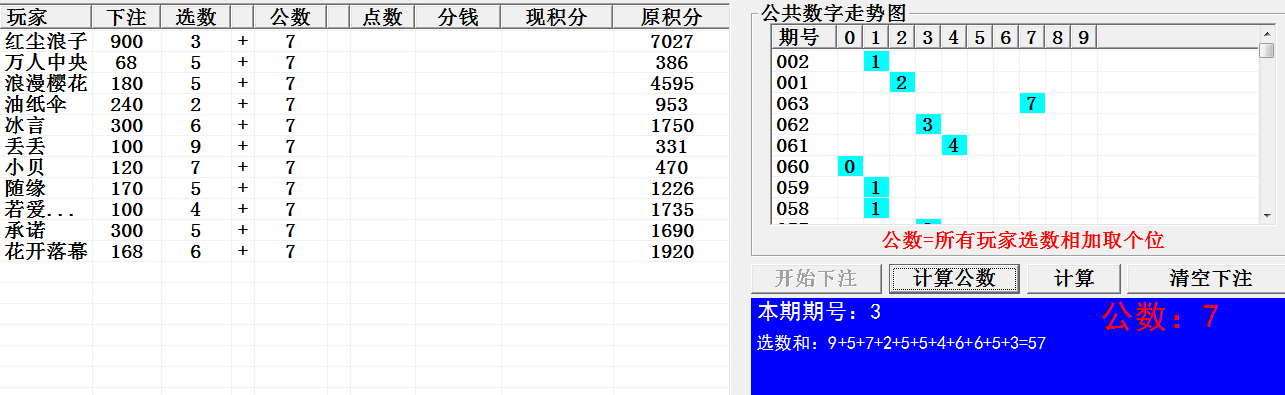 玩家 下注 选数 公数 点数 分钱 现积分 原积分
红尘浪子 900 3 + 7 7027
万人中央 68 5 + 7 386
浪漫樱花 180 5 + 7 4595
油纸伞 240 2 + 7 953
冰言 300 6 + 7 1750
丢丢 100 9 + 7 331
小贝 120 7 + 7 470
随缘 170 5 + 7 1226
若爱... 100 4 + 7 1735
承诺 300 5 + 7 1690
花开落幕 168 6 + 7 1920
公共数字走势图
期号 0 1 2 3 4 5 6 7 8 9
002 1
001 2
063 7
062 3
061 4
060 0
059 1
058 1
公数=所有玩家选数相加取个位
开始下注 计算公数 计算 清空下注
本期期号：3 公数：7
选数和：9+5+7+2+5+5+4+6+6+5+3=57